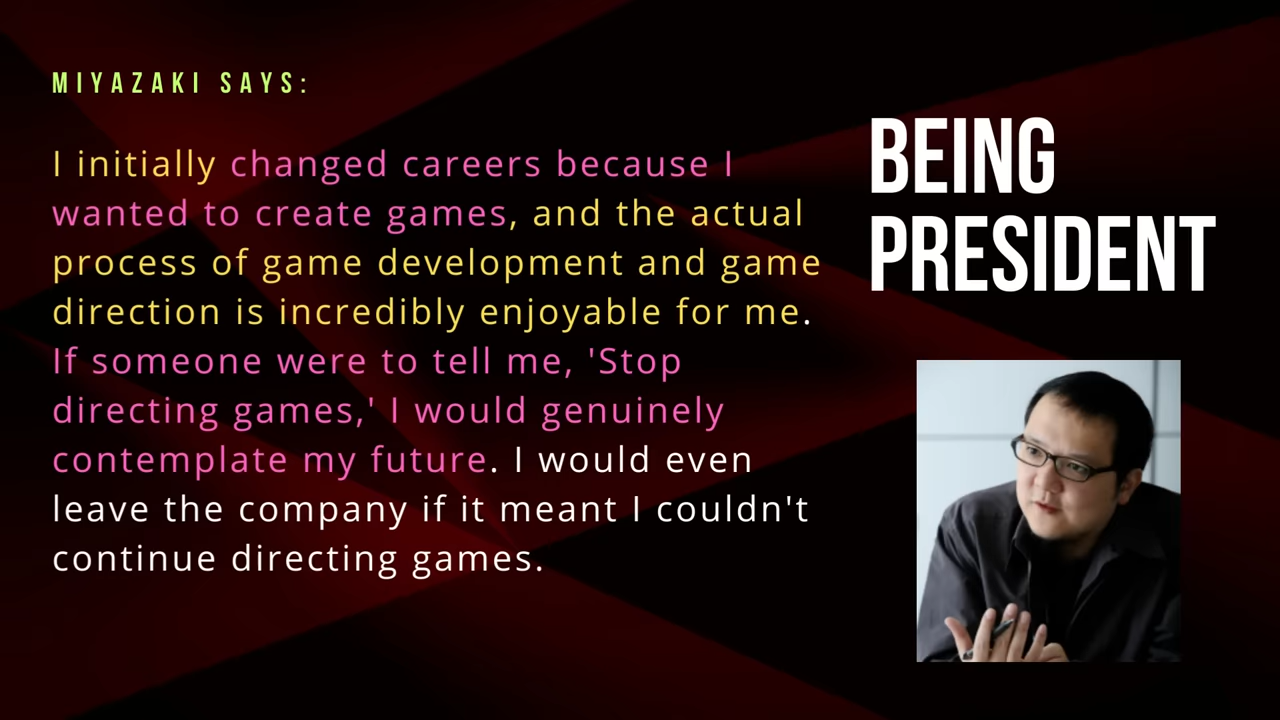 MIYAZAKI SAYS:
I initially changed careers because I
wanted to create games, and the actual
process of game development and game
direction is incredibly enjoyable for me.
If someone were to tell me, 'Stop
directing games,' I would genuinely
contemplate my future. I would even
leave the company if it meant I couldn't
continue directing games.
BEING
PRESIDENT